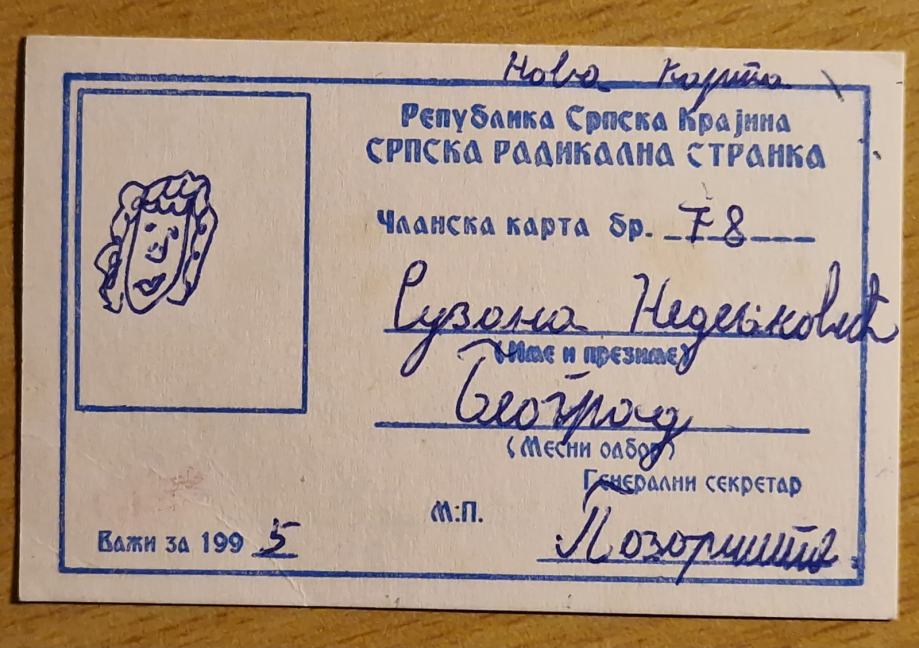 Нова Карта
Република Српска Крајина
СРПСКА РАДИКАЛНА СТРАНКА
Чланска карта бр. 78
Сузана Недељковић
(Име и презиме)
Београд
(Месни одбор)
Генерални секретар
М.П.
Важи за 1995
Позориште